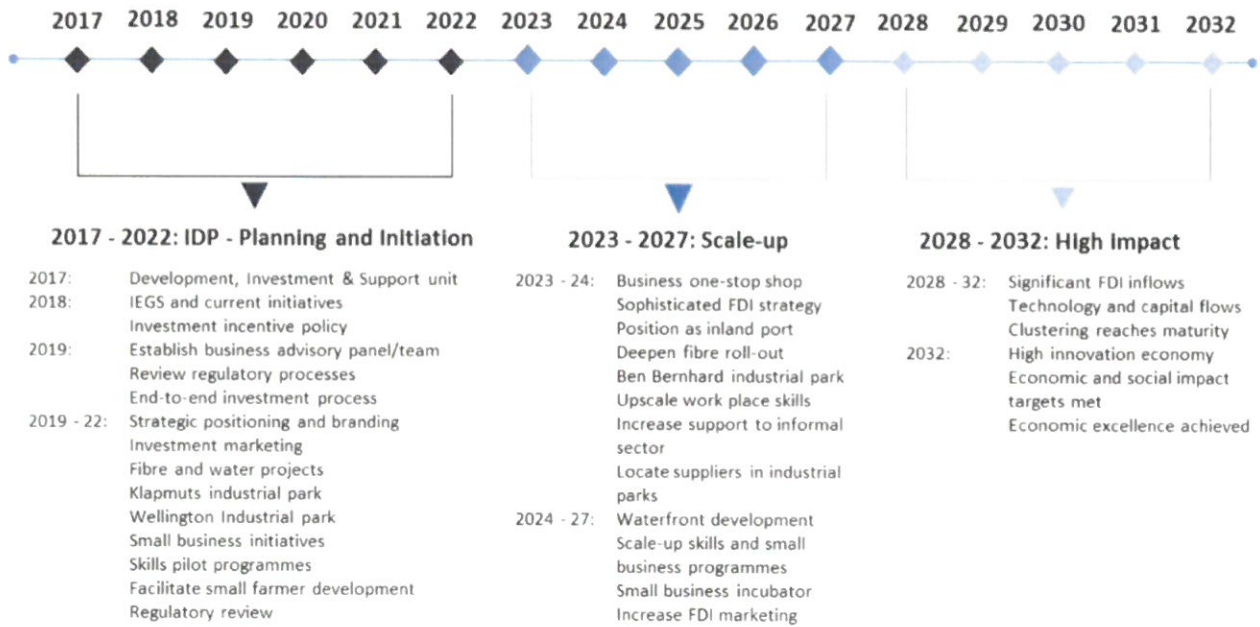 2017 2018 2019 2020 2021 2022 2023 2024 2025 2026 2027 2028 2029 2030 2031 2032
2017 - 2022: IDP - Planning and Initiation
2017: Development, Investment & Support unit
2018: IEGS and current initiatives
Investment incentive policy
2019: Establish business advisory panel/team
Review regulatory processes
End-to-end investment process
2019 - 22: Strategic positioning and branding
Investment marketing
Fibre and water projects
Klapmuts industrial park
Wellington Industrial park
Small business initiatives
Skills pilot programmes
Facilitate small farmer development
Regulatory review
2023 - 2027: Scale-up
2023 - 24: Business one-stop shop
Sophisticated FDI strategy
Position as inland port
Deepen fibre roll-out
Ben Bernhard industrial park
Upscale work place skills
Increase support to informal
sector
Locate suppliers in industrial
parks
2024 - 27: Waterfront development
Scale-up skills and small
business programmes
Small business incubator
Increase FDI marketing
2028 - 2032: High Impact
2028 - 32: Significant FDI inflows
Technology and capital flows
Clustering reaches maturity
2032: High innovation economy
Economic and social impact
targets met
Economic excellence achieved